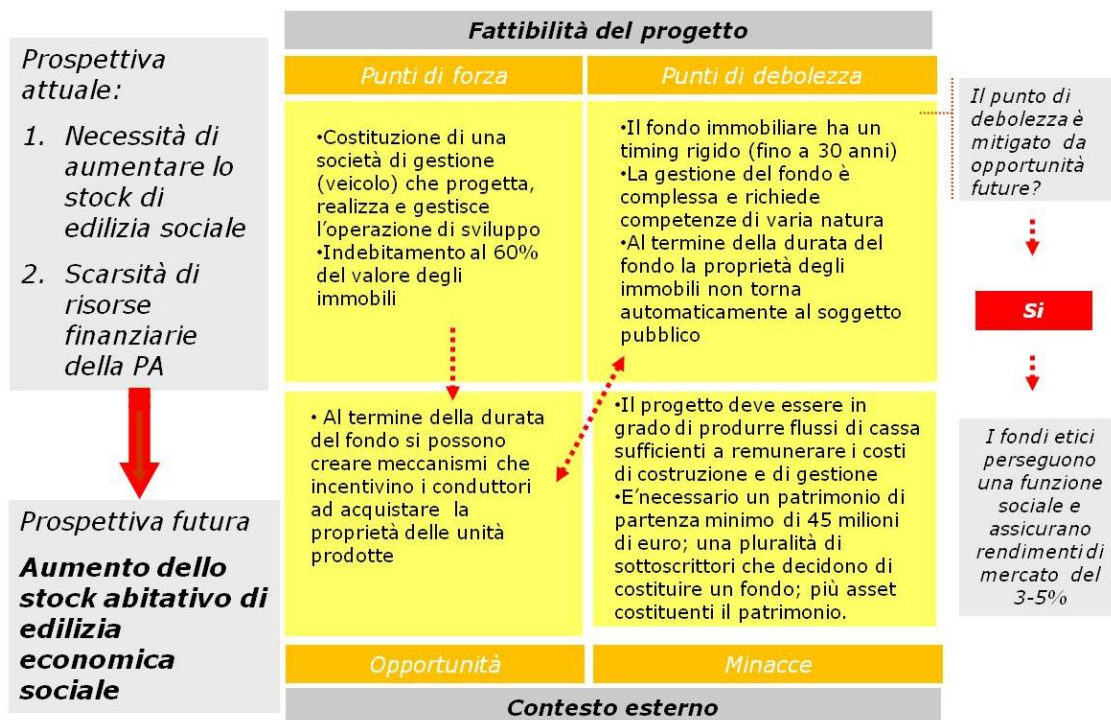 Prospettiva
attuale:
1. Necessità di
aumentare lo
stock di
edilizia sociale
2. Scarsità di
risorse
finanziarie
della PA
Prospettiva futura
Aumento dello
stock abitativo di
edilizia
economica
sociale
Fattibilità del progetto
Punti di forza
•Costituzione di una
società di gestione
(veicolo) che progetta,
realizza e gestisce
l'operazione di sviluppo
•Indebitamento al 60%
del valore degli
immobili
Punti di debolezza
•Il fondo immobiliare ha un
timing rigido (fino a 30 anni)
•La gestione del fondo è
complessa e richiede
competenze di varia natura
•Al termine della durata del
fondo la proprietà degli
immobili non torna
automaticamente al soggetto
pubblico
• Al termine della durata
del fondo si possono
creare meccanismi che
incentivino i conduttori
ad acquistare la
proprietà delle unità
prodotte
•Il progetto deve essere in
grado di produrre flussi di cassa
sufficienti a remunerare i costi
di costruzione e di gestione
•E'necessario un patrimonio di
partenza minimo di 45 milioni
di euro; una pluralità di
sottoscrittori che decidono di
costituire un fondo; più asset
costituenti il patrimonio.
Opportunità
Minacce
Contesto esterno
Il punto di
debolezza è
mitigato da
opportunità
future?
Si
I fondi etici
perseguono
una funzione
sociale e
assicurano
rendimenti di
mercato del
3-5%